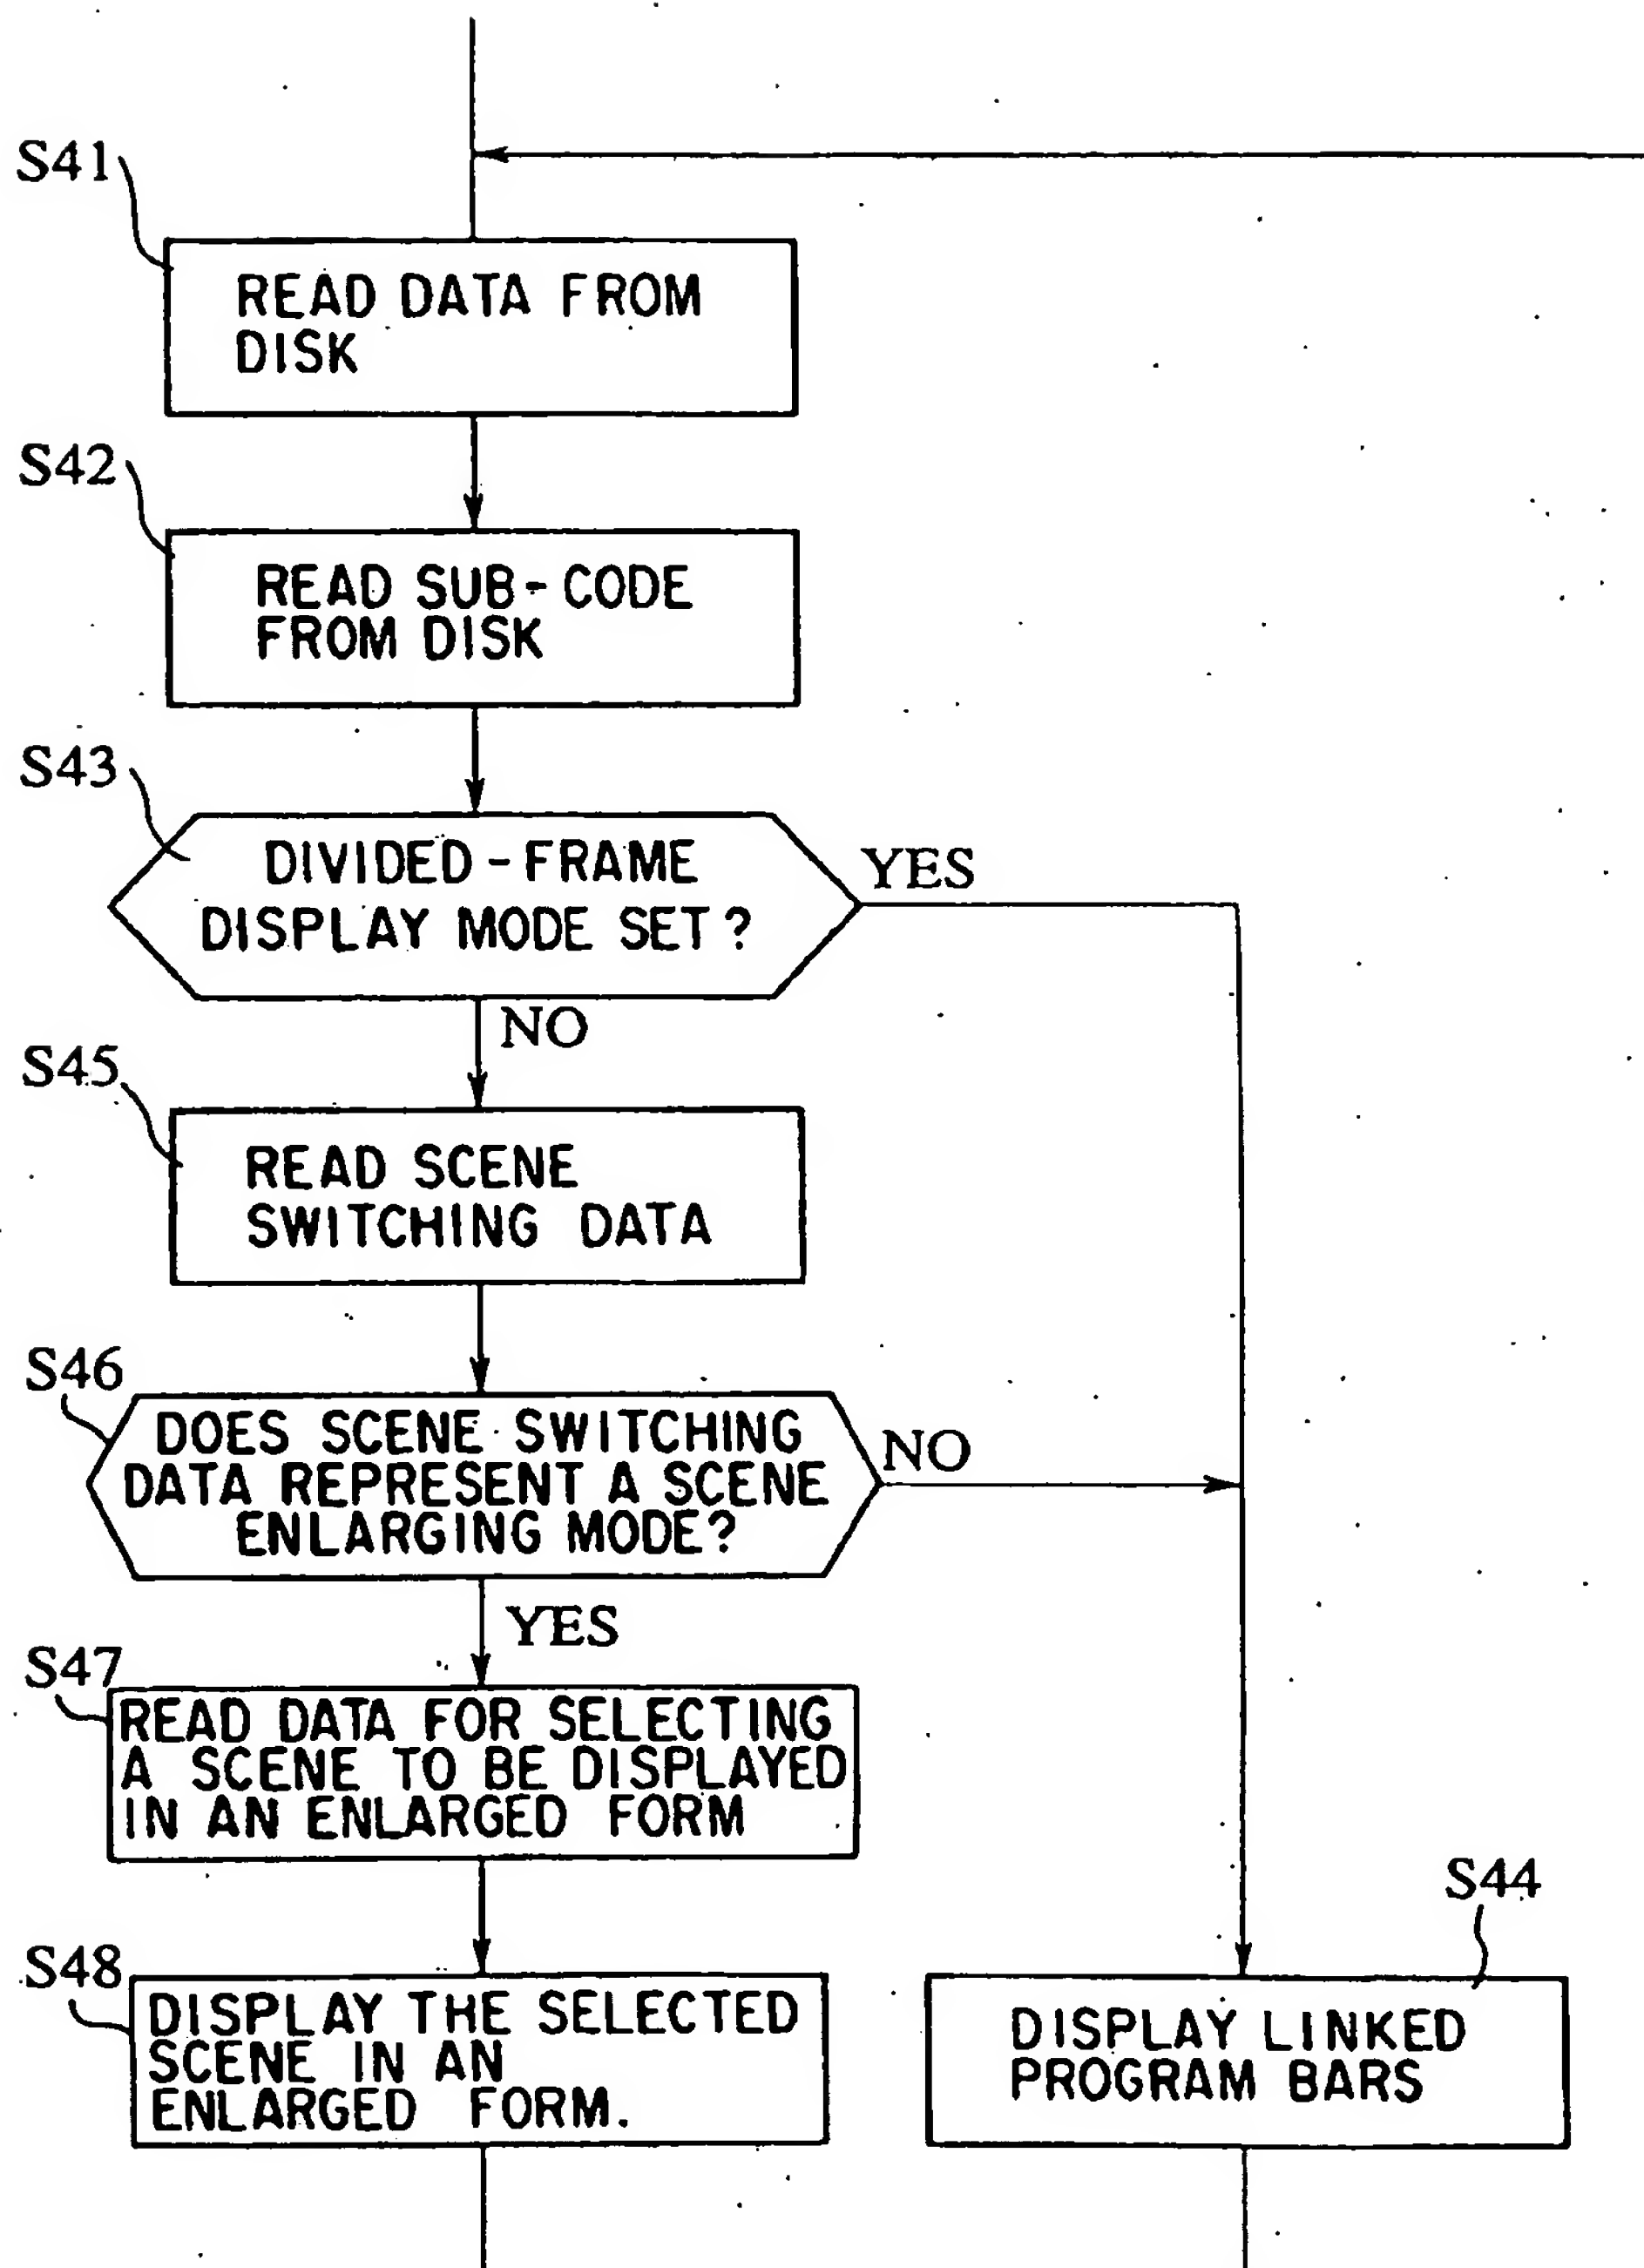 S41
READ DATA FROM
DISK
S42
READ SUB-CODE
FROM DISK
S43
DIVIDED-FRAME
DISPLAY MODE SET?
YES
NO
S45
READ SCENE
SWITCHING DATA
S46
DOES SCENE SWITCHING
DATA REPRESENT A SCENE
ENLARGING MODE?
NO
YES
S47
READ DATA FOR SELECTING
A SCENE TO BE DISPLAYED
IN AN ENLARGED FORM
S48
DISPLAY THE SELECTED
SCENE IN AN
ENLARGED FORM.
S44
DISPLAY LINKED
PROGRAM BARS